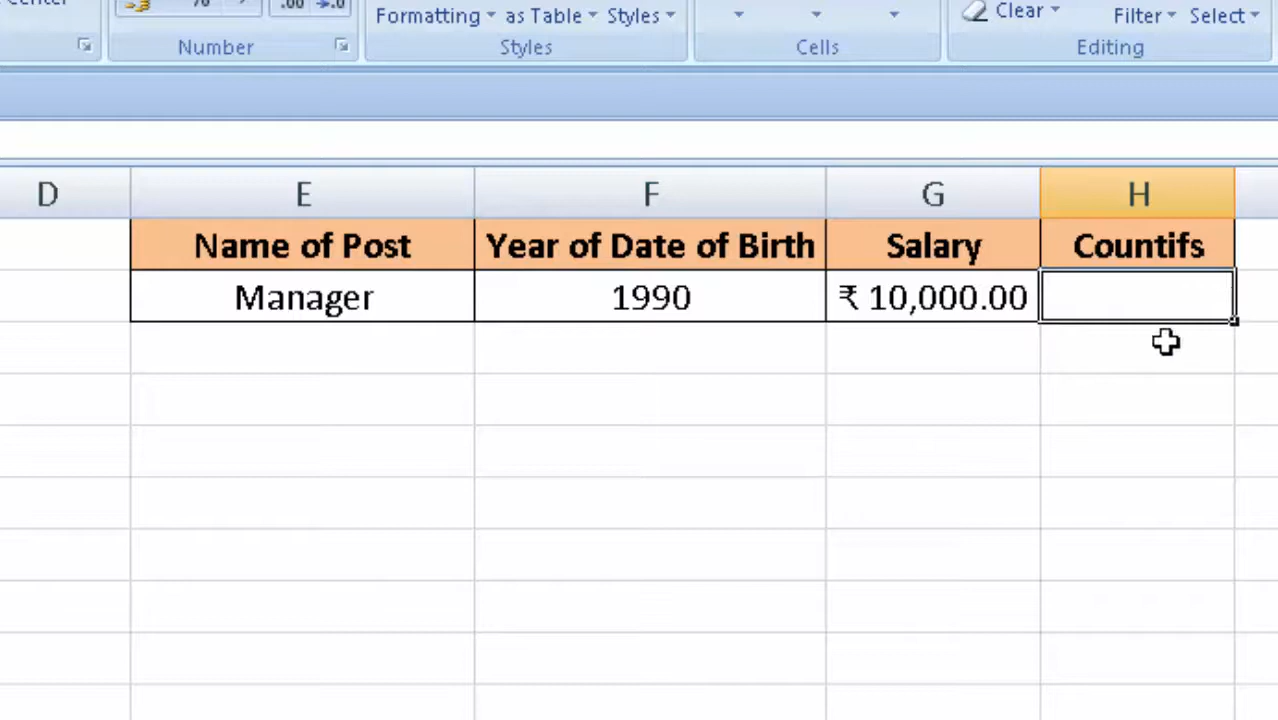 Formatting as Table Styles Clear Filter Select
Number Styles Cells Editing
D E F G H
Name of Post Year of Date of Birth Salary Countifs
Manager 1990 ₹ 10,000.00